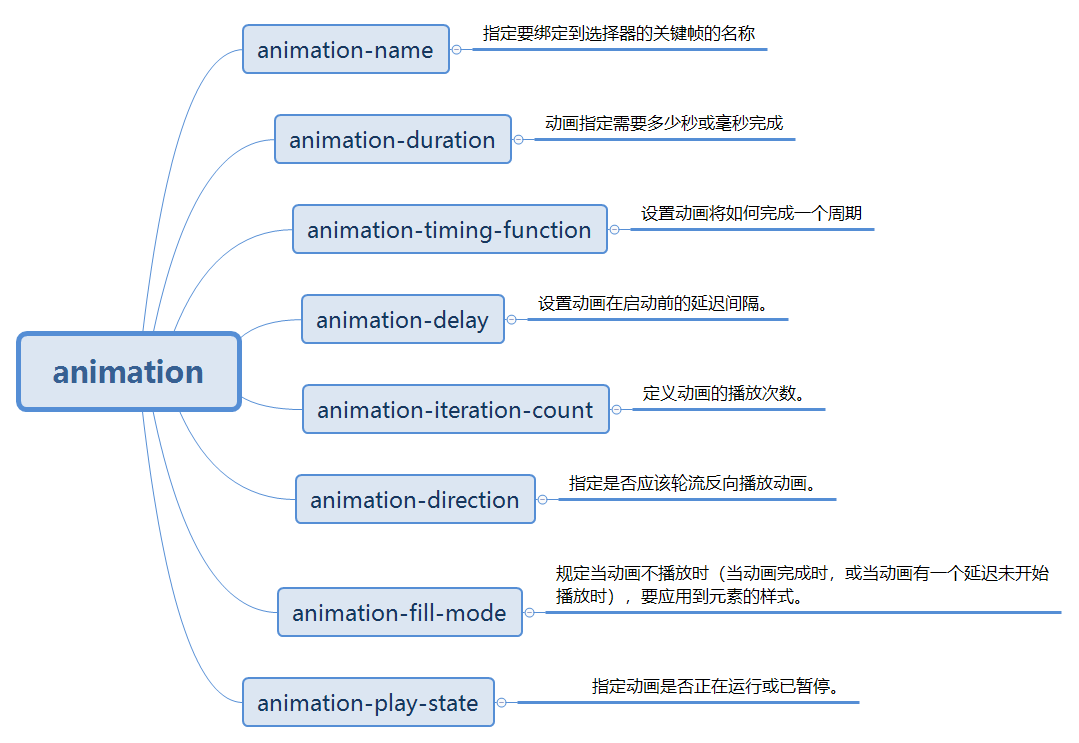 animation-name
指定要绑定到选择器的关键帧的名称
animation-duration
动画指定需要多少秒或毫秒完成
animation-timing-function
设置动画将如何完成一个周期
animation-delay
设置动画在启动前的延迟间隔。
animation
animation-iteration-count
定义动画的播放次数。
animation-direction
指定是否应该轮流反向播放动画。
animation-fill-mode
规定当动画不播放时（当动画完成时，或当动画有一个延迟未开始
播放时），要应用到元素的样式。
animation-play-state
指定动画是否正在运行或已暂停。